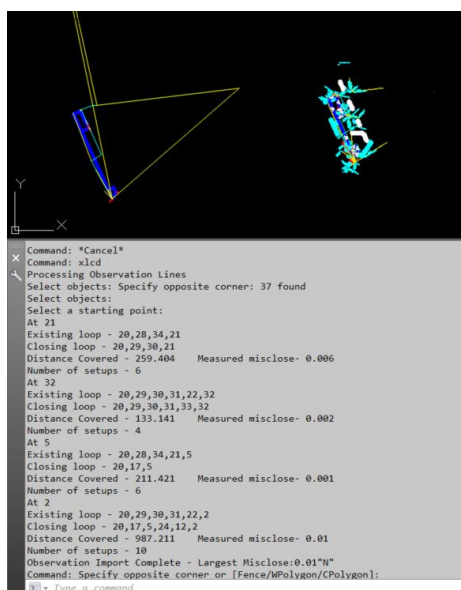 Y
X
Command: *Cancel*
Command: xlcd
Processing Observation Lines
Select objects: Specify opposite corner: 37 found
Select objects:
Select a starting point:
At 21
Existing loop - 20,28,34,21
Closing loop - 20,29,30,21
Distance Covered - 259.404 Measured misclose- 0.006
Number of setups - 6
At 32
Existing loop - 20,29,30,31,22,32
Closing loop - 20,29,30,31,33,32
Distance Covered - 133.141 Measured misclose- 0.002
Number of setups - 4
At 5
Existing loop - 20,28,34,21,5
Closing loop - 20,17,5
Distance Covered - 211.421 Measured misclose- 0.001
Number of setups - 6
At 2
Existing loop - 20,29,30,31,22,2
Closing loop - 20,17,5,24,12,2
Distance Covered - 987.211 Measured misclose- 0.01
Number of setups - 10
Observation Import Complete - Largest Misclose:0.01"N"
Command: Specify opposite corner or [Fence/WPolygon/CPolygon]:
Type a command